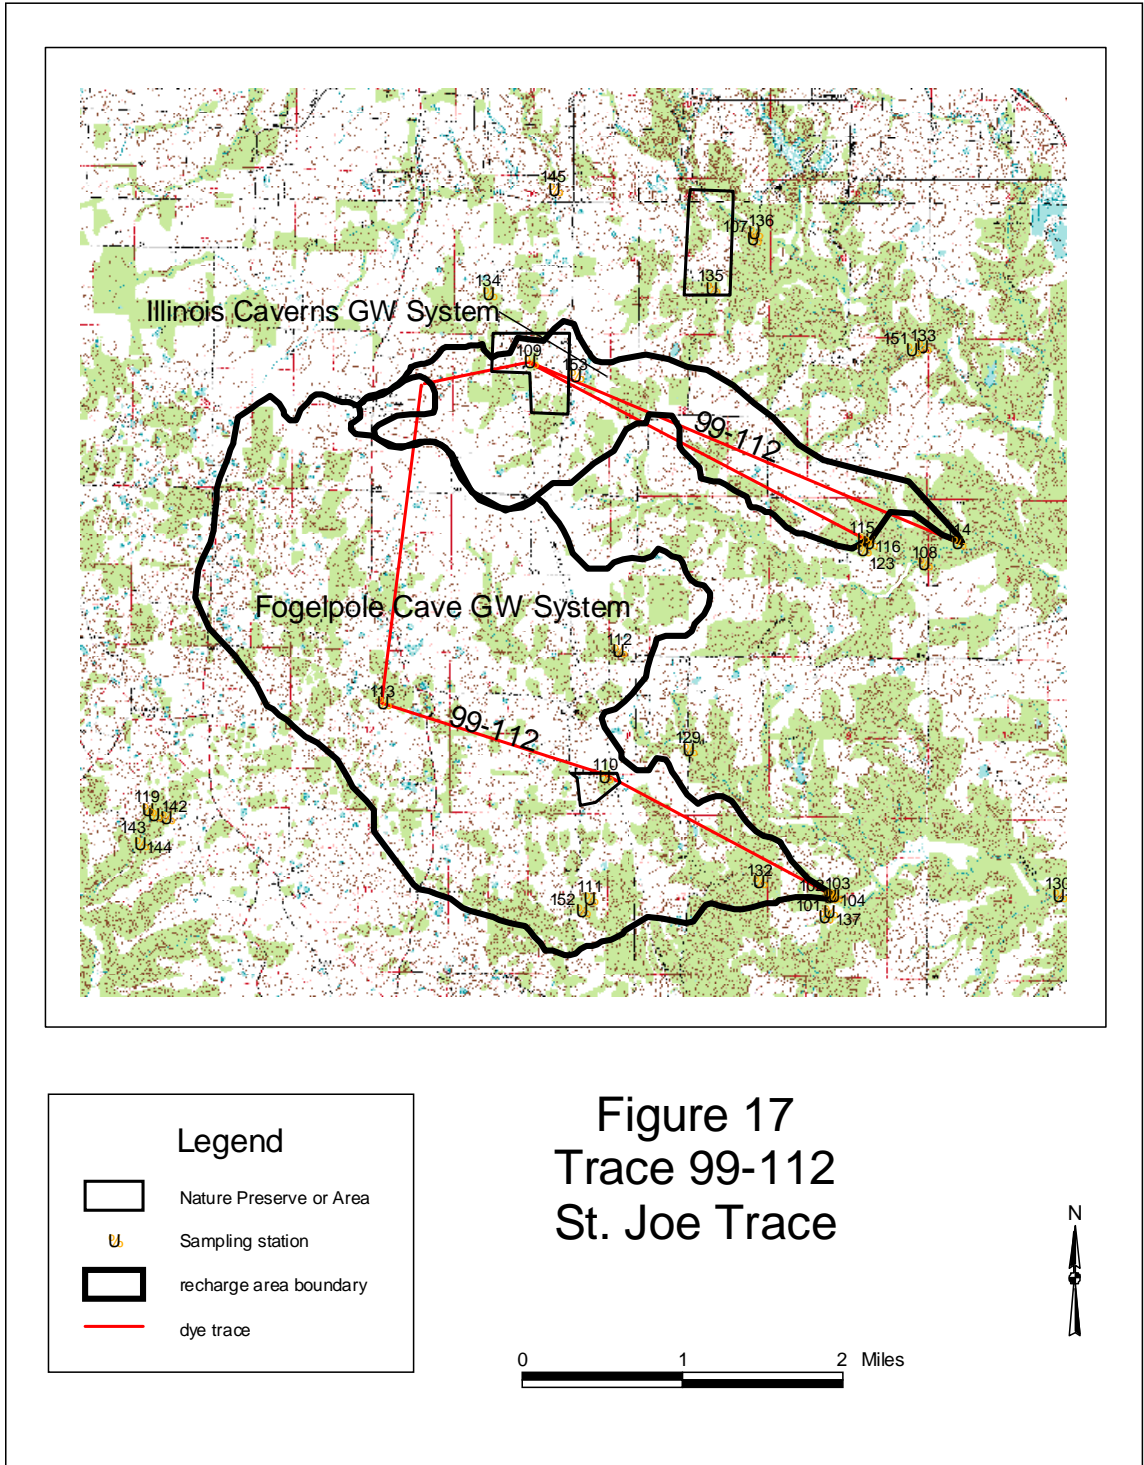 145
107 136
135
134
Illinois Caverns GW System
109
153
151 133
99-112
115
116
123
108
14
Fogelpole Cave GW System
112
113
99-112
129
110
119
142
143
144
132
111
152
103
104
101
137
130
Legend
Nature Preserve or Area
U Sampling station
recharge area boundary
dye trace
Figure 17
Trace 99-112
St. Joe Trace
N
0 1 2 Miles